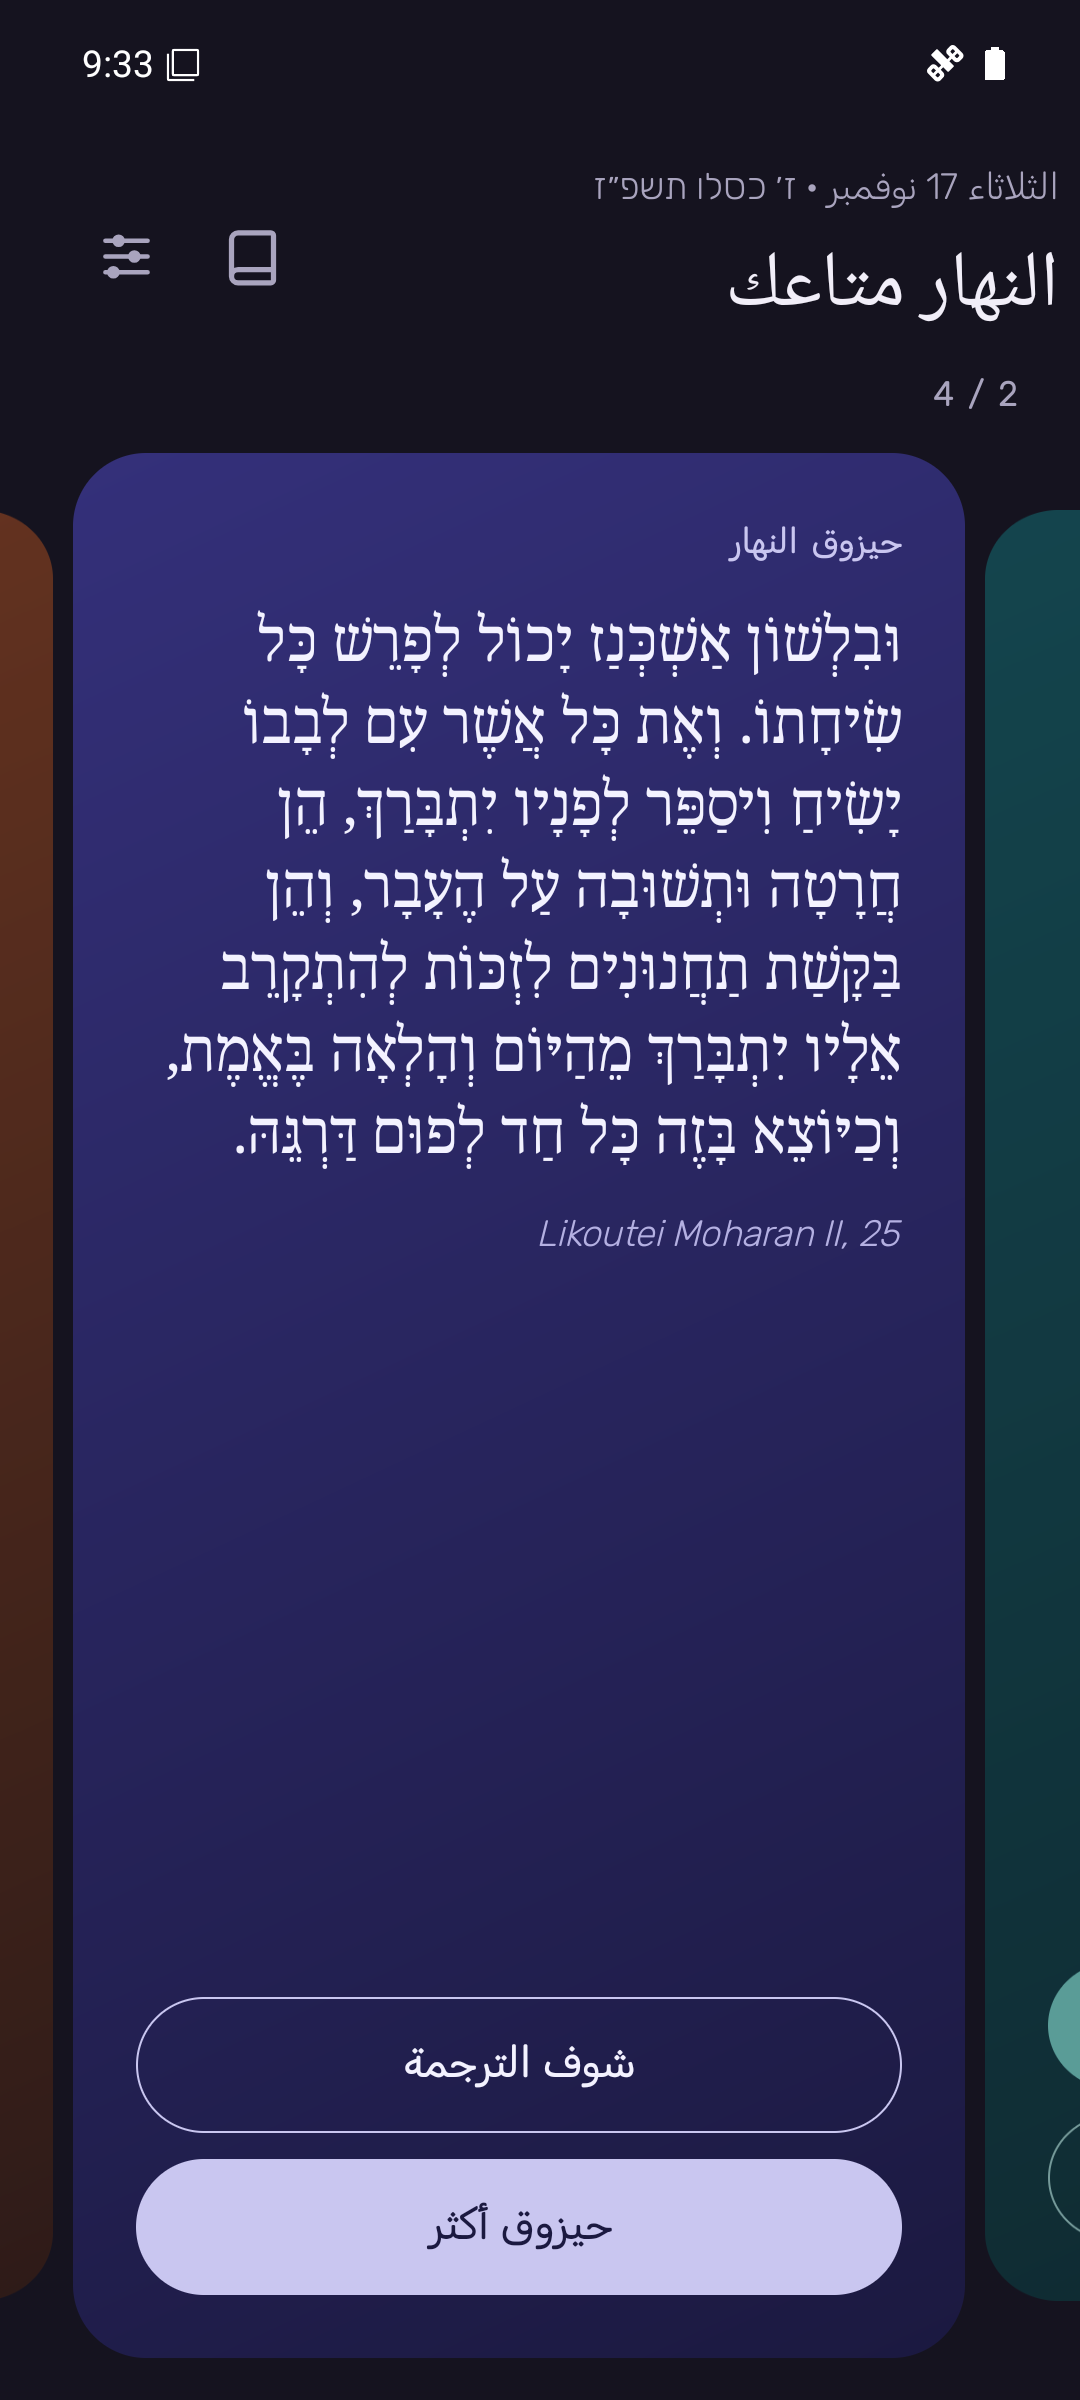 9:33
الثلاثاء 17 نوفمبر • ז׳ כסלו תשפ״ז
النهار متاعك
2 / 4
حيزوق النهار
וּבִלְשׁוֹן אַשְׁכְּנַז יָכוֹל לְפָרֵשׁ כָּל
שִׂיחָתוֹ. וְאֶת כָּל אֲשֶׁר עִם לְבָבוֹ
יָשִׂיחַ וִיסַפֵּר לְפָנָיו יִתְבָּרַךְ, הֵן
חֲרָטָה וּתְשׁוּבָה עַל הֶעָבָר, וְהֵן
בַּקָּשַׁת תַחֲנוּנִים לִזְכּוֹת לְהִתְקָרֵב
אֵלָיו יִתְבָּרַךְ מֵהַיּוֹם וְהָלְאָה בֶּאֱמֶת,
וְכַיּוֹצֵא בָּזֶה כָּל חַד לְפוּם דַּרְגֵּהּ.
Likoutei Moharan II, 25
شوف الترجمة
حيزوق أكثر